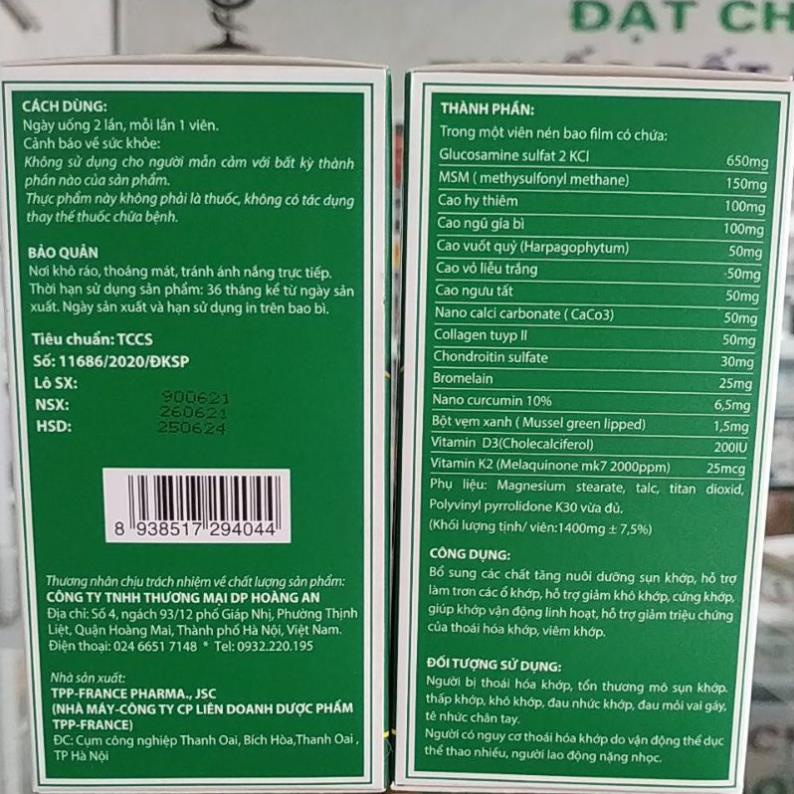 ĐẠT CH
CÁCH DÙNG:
Ngày uống 2 lần, mỗi lần 1 viên.
Cảnh báo về sức khỏe:
Không sử dụng cho người mẫn cảm với bất kỳ thành
phần nào của sản phẩm.
Thực phẩm này không phải là thuốc, không có tác dụng
thay thế thuốc chữa bệnh.
BẢO QUẢN
Nơi khô ráo, thoáng mát, tránh ánh nắng trực tiếp.
Thời hạn sử dụng sản phẩm: 36 tháng kể từ ngày sản
xuất. Ngày sản xuất và hạn sử dụng in trên bao bì.
Tiêu chuẩn: TCCS
Số: 11686/2020/ĐKSP
Lô SX: 900621
NSX: 260621
HSD: 250624
8 938517 294044
Thương nhân chịu trách nhiệm về chất lượng sản phẩm:
CÔNG TY TNHH THƯƠNG MẠI DP HOÀNG AN
Địa chỉ: Số 4, ngách 93/12 phố Giáp Nhị, Phường Thịnh
Liệt, Quận Hoàng Mai, Thành phố Hà Nội, Việt Nam.
Điện thoại: 024 6651 7148 * Tel: 0932.220.195
Nhà sản xuất:
TPP-FRANCE PHARMA., JSC
(NHÀ MÁY-CÔNG TY CP LIÊN DOANH DƯỢC PHẨM
TPP-FRANCE)
ĐC: Cụm công nghiệp Thanh Oai, Bích Hòa,Thanh Oai ,
TP Hà Nội
THÀNH PHẦN:
Trong một viên nén bao film có chứa:
Glucosamine sulfat 2 KCl 650mg
MSM ( methysulfonyl methane) 150mg
Cao hy thiêm 100mg
Cao ngũ gía bì 100mg
Cao vuốt quỷ (Harpagophytum) 50mg
Cao vỏ liễu trắng 50mg
Cao ngưu tất 50mg
Nano calci carbonate ( CaCo3) 50mg
Collagen tuyp II 50mg
Chondroitin sulfate 30mg
Bromelain 25mg
Nano curcumin 10% 6,5mg
Bột vẹm xanh ( Mussel green lipped) 1,5mg
Vitamin D3(Cholecalciferol) 200IU
Vitamin K2 (Melaquinone mk7 2000ppm) 25mcg
Phụ liệu: Magnesium stearate, talc, titan dioxid,
Polyvinyl pyrrolidone K30 vừa đủ.
(Khối lượng tịnh/ viên:1400mg ± 7,5%)
CÔNG DỤNG:
Bổ sung các chất tăng nuôi dưỡng sụn khớp, hỗ trợ
làm trơn các ổ khớp, hỗ trợ giảm khô khớp, cứng khớp,
giúp khớp vận động linh hoạt, hỗ trợ giảm triệu chứng
của thoái hóa khớp, viêm khớp.
ĐỐI TƯỢNG SỬ DỤNG:
Người bị thoái hóa khớp, tổn thương mô sụn khớp.
thấp khớp, khô khớp, đau nhức khớp, đau mỏi vai gáy,
tê nhức chân tay.
Người có nguy cơ thoái hóa khớp do vận động thể dục
thể thao nhiều, người lao động nặng nhọc.